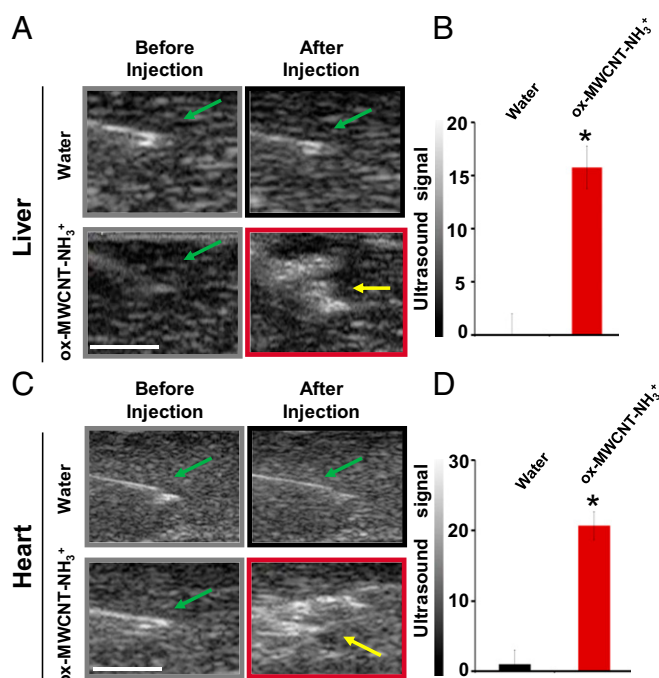 A
Before
Injection
After
Injection
Liver
Water
ox-MWCNT-NH₃⁺
B
Water
ox-MWCNT-NH₃⁺
*
Ultrasound signal
20
15
10
5
0
C
Before
Injection
After
Injection
Heart
Water
ox-MWCNT-NH₃⁺
D
Water
ox-MWCNT-NH₃⁺
*
Ultrasound signal
30
20
10
0